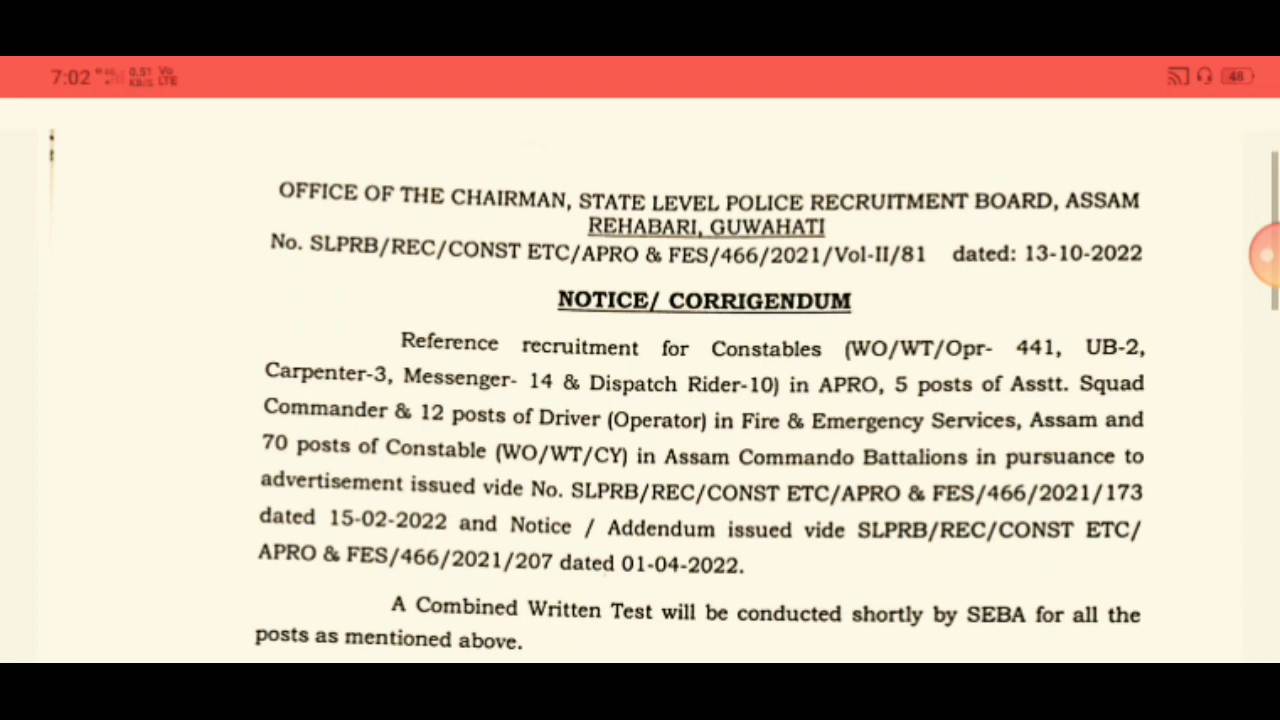 7:02
0.51 KB/S
Vo LTE
48
OFFICE OF THE CHAIRMAN, STATE LEVEL POLICE RECRUITMENT BOARD, ASSAM
REHABARI, GUWAHATI
No. SLPRB/REC/CONST ETC/APRO & FES/466/2021/Vol-II/81 dated: 13-10-2022
NOTICE/ CORRIGENDUM
Reference recruitment for Constables (WO/WT/Opr- 441, UB-2,
Carpenter-3, Messenger- 14 & Dispatch Rider-10) in APRO, 5 posts of Asstt. Squad
Commander & 12 posts of Driver (Operator) in Fire & Emergency Services, Assam and
70 posts of Constable (WO/WT/CY) in Assam Commando Battalions in pursuance to
advertisement issued vide No. SLPRB/REC/CONST ETC/APRO & FES/466/2021/173
dated 15-02-2022 and Notice / Addendum issued vide SLPRB/REC/CONST ETC/
APRO & FES/466/2021/207 dated 01-04-2022.
A Combined Written Test will be conducted shortly by SEBA for all the
posts as mentioned above.